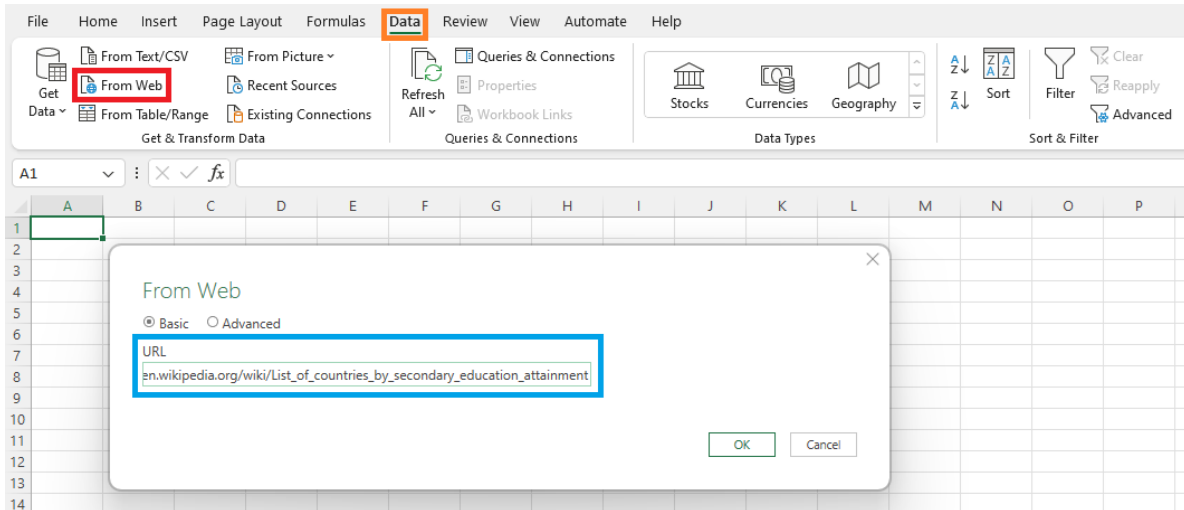 File Home Insert Page Layout Formulas Data Review View Automate Help
From Text/CSV From Picture Queries & Connections Clear
From Web Recent Sources Properties Reapply
Get Data From Table/Range Existing Connections Refresh All Workbook Links Stocks Currencies Geography Sort Filter Advanced
Get & Transform Data Queries & Connections Data Types Sort & Filter
A1 fx
A B C D E F G H I J K L M N O P
1
2
3
4 From Web
5 Basic Advanced
6
7 URL
8 en.wikipedia.org/wiki/List_of_countries_by_secondary_education_attainment
9
10
11 OK Cancel
12
13
14